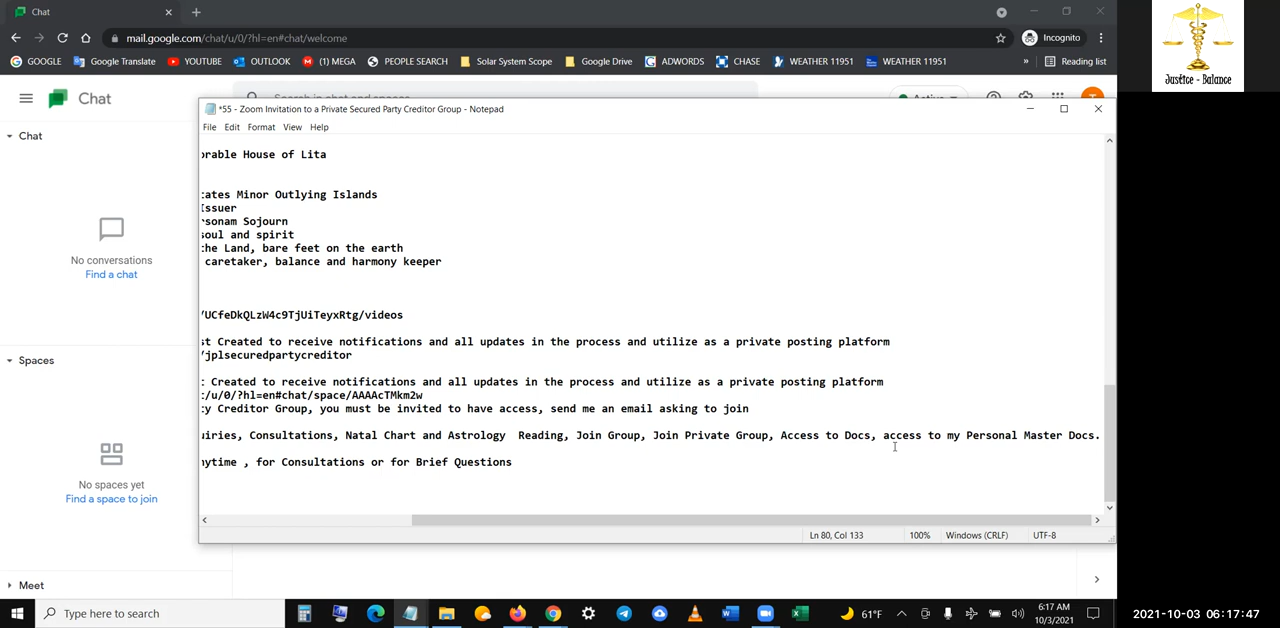 Chat
mail.google.com/chat/u/0/?hl=en#chat/welcome
Incognito
GOOGLE
Google Translate
YOUTUBE
OUTLOOK
(1) MEGA
PEOPLE SEARCH
Solar System Scope
Google Drive
ADWORDS
CHASE
WEATHER 11951
WEATHER 11951
»
Reading list
Justice - Balance
Chat
*55 - Zoom Invitation to a Private Secured Party Creditor Group - Notepad
File Edit Format View Help
Chat
No conversations
Find a chat
Spaces
No spaces yet
Find a space to join
Meet
orable House of Lita
tates Minor Outlying Islands
Issuer
rsonam Sojourn
soul and spirit
the Land, bare feet on the earth
caretaker, balance and harmony keeper
/UCfeDkQLzW4c9TjUiTeyxRtg/videos
st Created to receive notifications and all updates in the process and utilize as a private posting platform
/jplsecuredpartycreditor
: Created to receive notifications and all updates in the process and utilize as a private posting platform
t/u/0/?hl=en#chat/space/AAAAcTMkm2w
ty Creditor Group, you must be invited to have access, send me an email asking to join
uiries, Consultations, Natal Chart and Astrology  Reading, Join Group, Join Private Group, Access to Docs, access to my Personal Master Docs.
nytime , for Consultations or for Brief Questions
Ln 80, Col 133
100%
Windows (CRLF)
UTF-8
Type here to search
61°F
6:17 AM
10/3/2021
2021-10-03 06:17:47